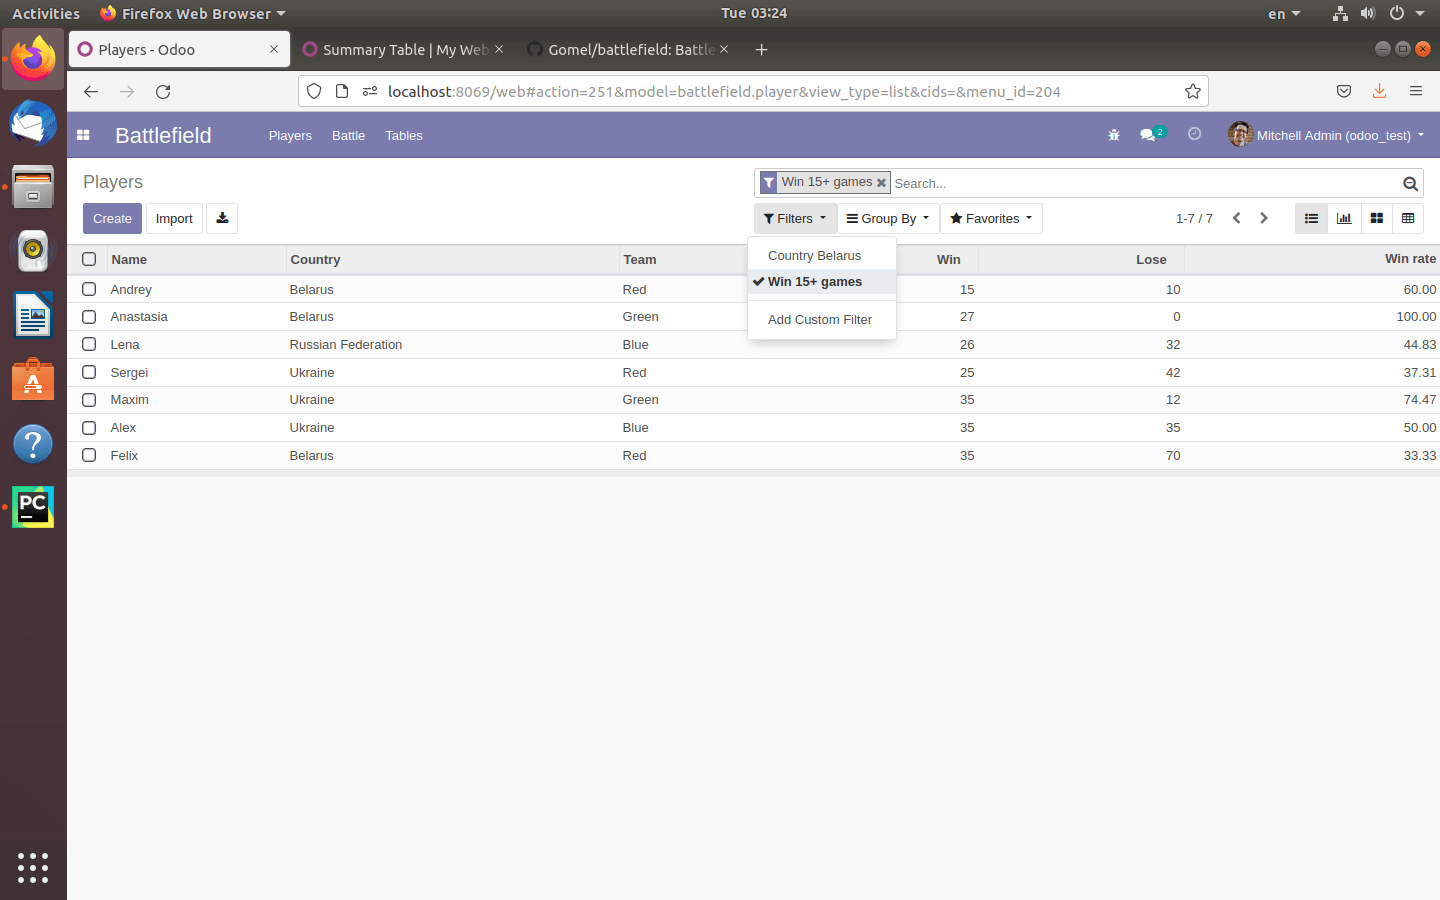 Activities Firefox Web Browser Tue 03:24 en
Players - Odoo Summary Table | My Web Gomel/battlefield: Battle
localhost:8069/web#action=251&model=battlefield.player&view_type=list&cids=&menu_id=204
Battlefield Players Battle Tables 2 Mitchell Admin (odoo_test)
Players Win 15+ games Search...
Create Import Filters Group By Favorites 1-7 / 7
Name Country Team Win Lose Win rate
Country Belarus
Win 15+ games
Add Custom Filter
Andrey Belarus Red 15 10 60.00
Anastasia Belarus Green 27 0 100.00
Lena Russian Federation Blue 26 32 44.83
Sergei Ukraine Red 25 42 37.31
Maxim Ukraine Green 35 12 74.47
Alex Ukraine Blue 35 35 50.00
Felix Belarus Red 35 70 33.33
PC